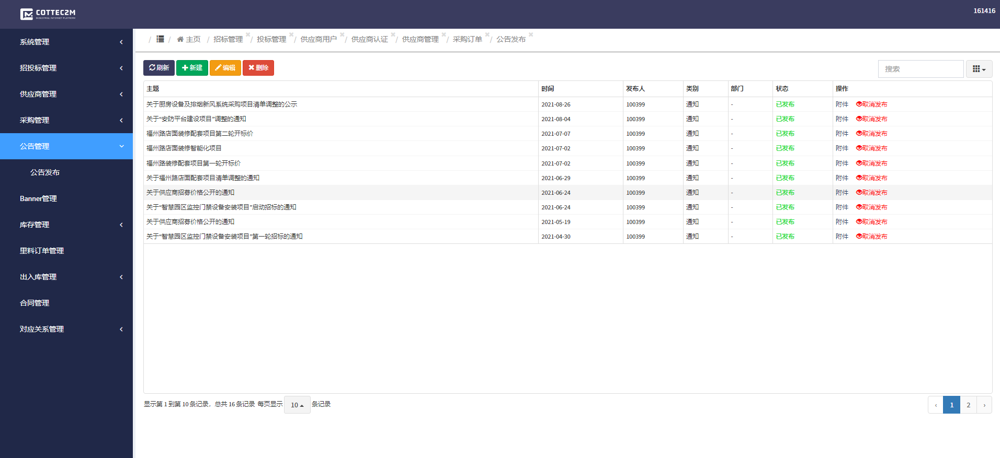 COTTEC2M
INDUSTRIAL INTERNET PLATFORM
161416
系统管理
招投标管理
供应商管理
采购管理
公告管理
公告发布
Banner管理
库存管理
里料订单管理
出入库管理
合同管理
对应关系管理
/ / 主页 / 招标管理 / 投标管理 / 供应商用户 / 供应商认证 / 供应商管理 / 采购订单 / 公告发布
刷新 新建 编辑 删除 搜索
主题 时间 发布人 类别 部门 状态 操作
关于厨房设备及排烟新风系统采购项目清单调整的公示 2021-08-26 100399 通知 - 已发布 附件 取消发布
关于“安防平台建设项目”调整的通知 2021-08-04 100399 通知 - 已发布 附件 取消发布
福州路店面装修配套项目第二轮开标价 2021-07-07 100399 通知 - 已发布 附件 取消发布
福州路店面装修智能化项目 2021-07-02 100399 通知 - 已发布 附件 取消发布
福州路装修配套项目第一轮开标价 2021-07-02 100399 通知 - 已发布 附件 取消发布
关于福州路店面配套项目清单调整的通知 2021-06-29 100399 通知 - 已发布 附件 取消发布
关于供应商招募价格公开的通知 2021-06-24 100399 通知 - 已发布 附件 取消发布
关于“智慧园区监控门禁设备安装项目”启动招标的通知 2021-06-24 100399 通知 - 已发布 附件 取消发布
关于供应商招募价格公开的通知 2021-05-19 100399 通知 - 已发布 附件 取消发布
关于“智慧园区监控门禁设备安装项目”第一轮招标的通知 2021-04-30 100399 通知 - 已发布 附件 取消发布
显示第 1 到第 10 条记录，总共 16 条记录 每页显示 10 条记录 ‹ 1 2 ›